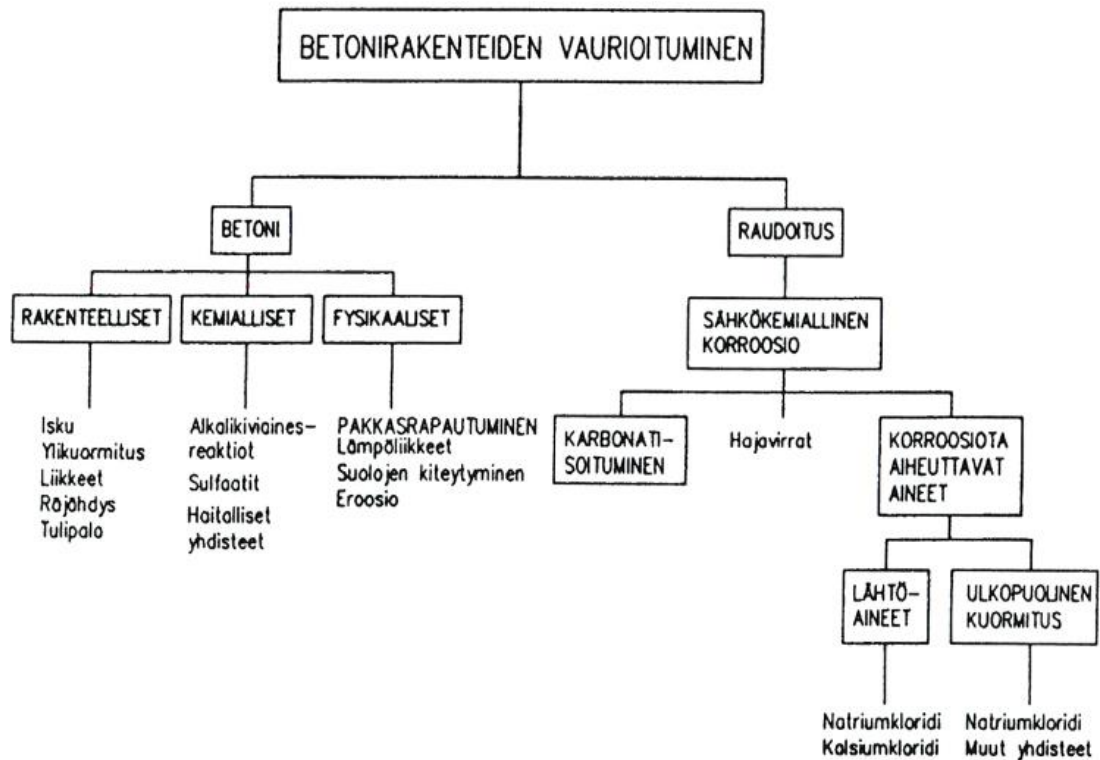 BETONIRAKENTEIDEN VAURIOITUMINEN
BETONI
RAUDOITUS
RAKENTEELLISET
KEMIALLISET
FYSIKAALISET
SÄHKÖKEMIALLINEN
KORROOSIO
Isku
Ylikuormitus
Liikkeet
Räjähdys
Tulipalo
Alkalikiviaines-
reaktiot
Sulfaatit
Haitalliset
yhdisteet
PAKKASRAPAUTUMINEN
Lämpöliikkeet
Suolojen kiteytyminen
Eroosio
KARBONATI-
SOITUMINEN
Hajavirrat
KORROOSIOTA
AIHEUTTAVAT
AINEET
LÄHTÖ-
AINEET
ULKOPUOLINEN
KUORMITUS
Natriumkloridi
Kalsiumkloridi
Natriumkloridi
Muut yhdisteet